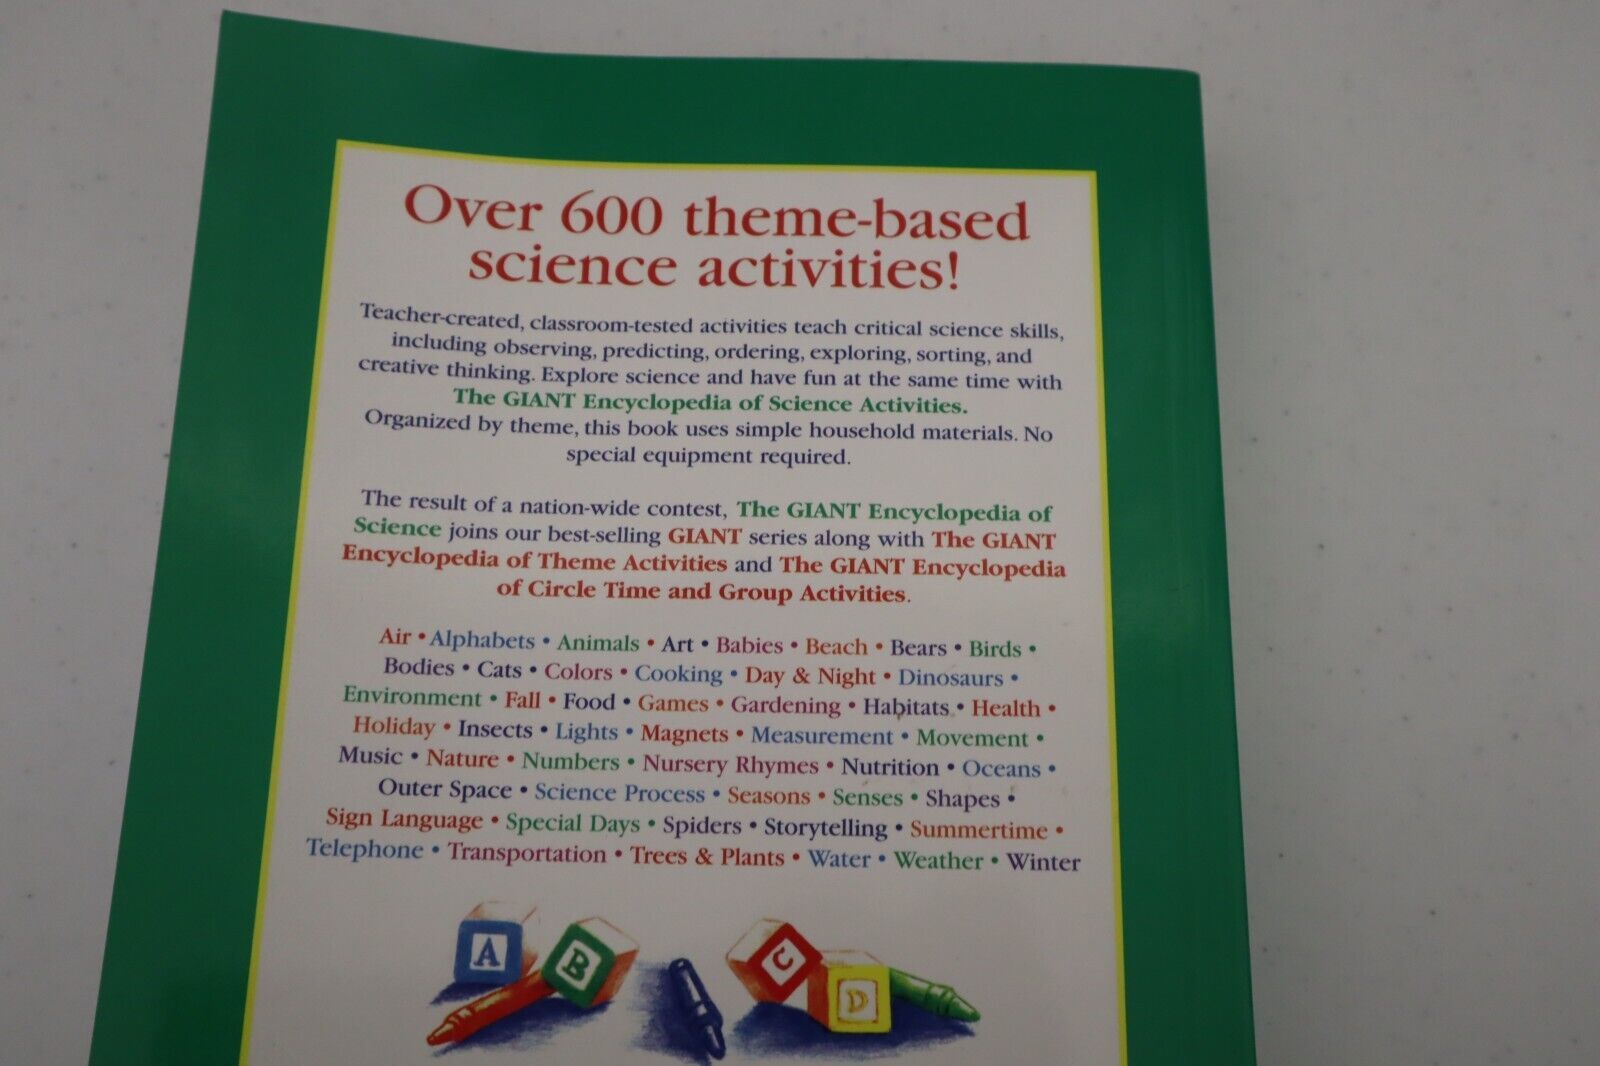 Over 600 theme-based
science activities!
Teacher-created, classroom-tested activities teach critical science skills,
including observing, predicting, ordering, exploring, sorting, and
creative thinking. Explore science and have fun at the same time with
The GIANT Encyclopedia of Science Activities.
Organized by theme, this book uses simple household materials. No
special equipment required.
The result of a nation-wide contest, The GIANT Encyclopedia of
Science joins our best-selling GIANT series along with The GIANT
Encyclopedia of Theme Activities and The GIANT Encyclopedia
of Circle Time and Group Activities.
Air • Alphabets • Animals • Art • Babies • Beach • Bears • Birds •
Bodies • Cats • Colors • Cooking • Day & Night • Dinosaurs •
Environment • Fall • Food • Games • Gardening • Habitats • Health •
Holiday • Insects • Lights • Magnets • Measurement • Movement •
Music • Nature • Numbers • Nursery Rhymes • Nutrition • Oceans •
Outer Space • Science Process • Seasons • Senses • Shapes •
Sign Language • Special Days • Spiders • Storytelling • Summertime •
Telephone • Transportation • Trees & Plants • Water • Weather • Winter
A B C D